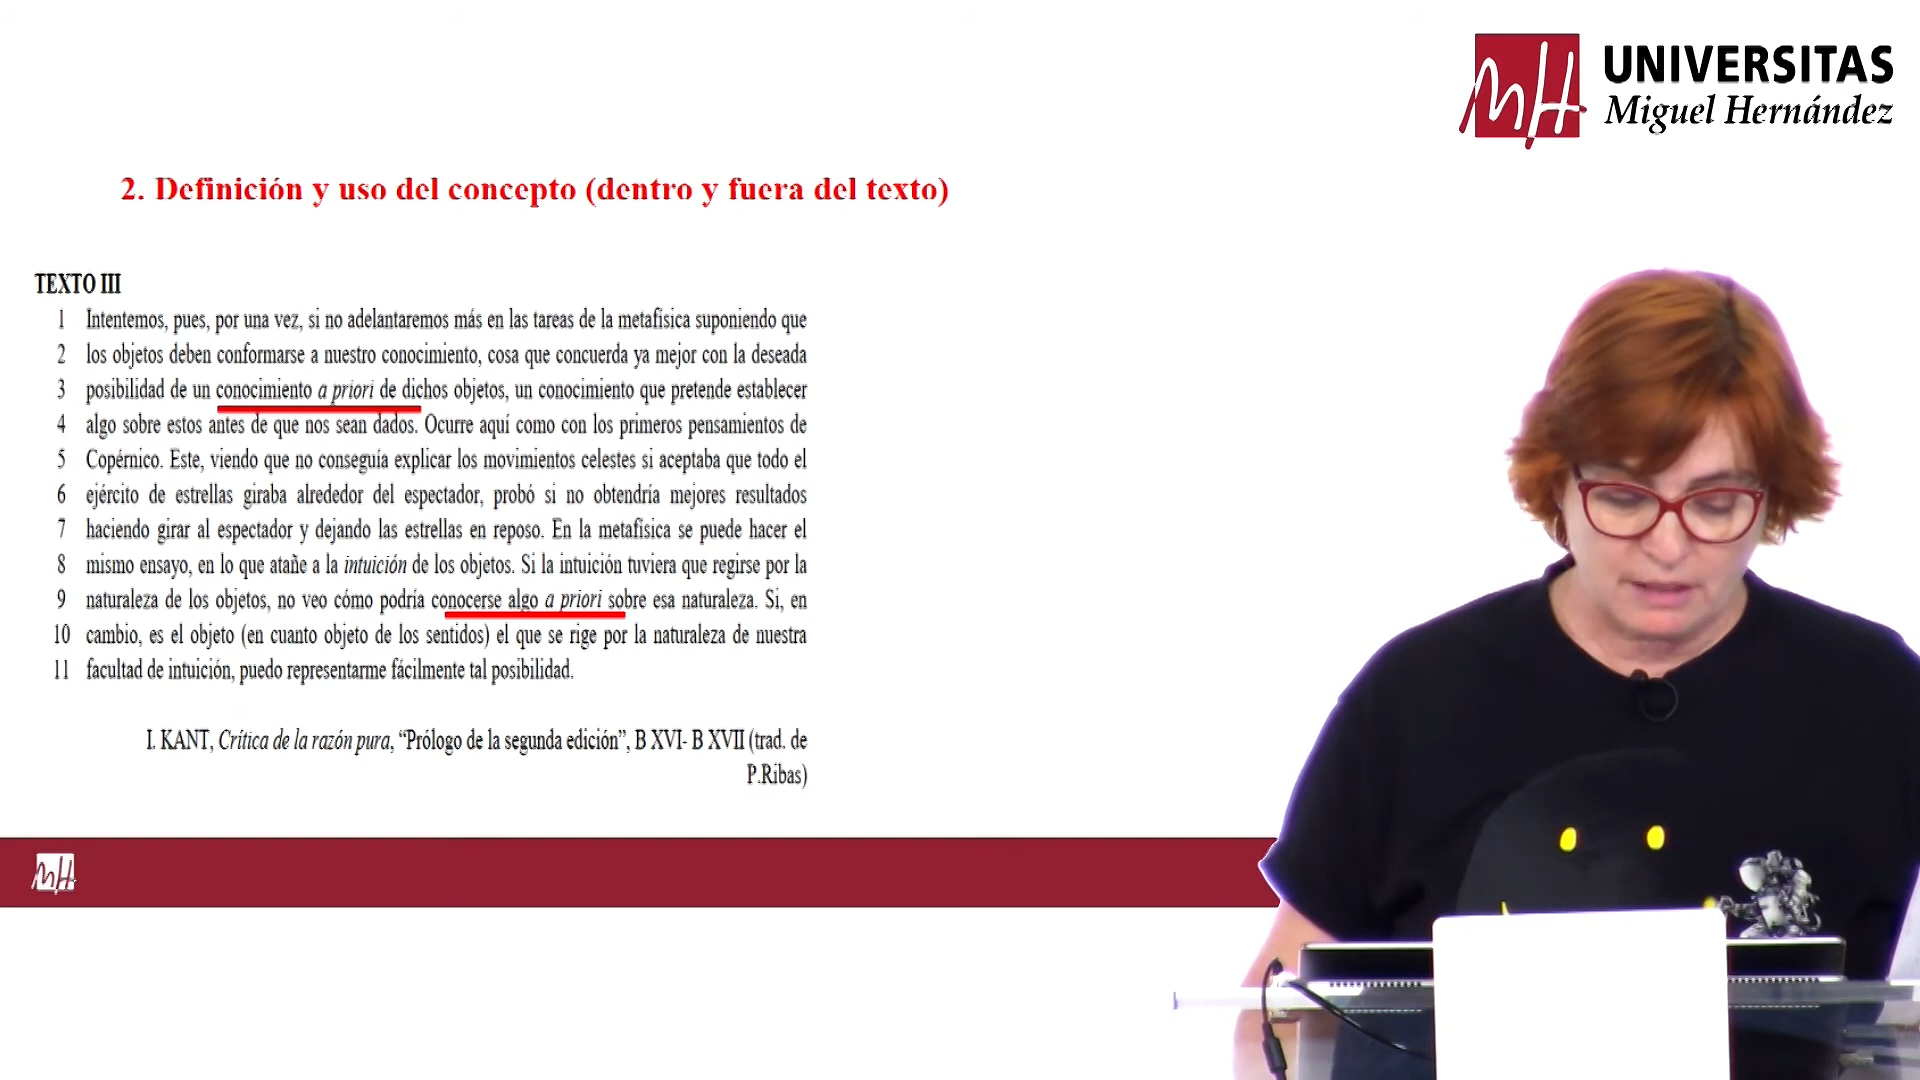 UNIVERSITAS
Miguel Hernández
2. Definición y uso del concepto (dentro y fuera del texto)
TEXTO III
1 Intentemos, pues, por una vez, si no adelantaremos más en las tareas de la metafísica suponiendo que
2 los objetos deben conformarse a nuestro conocimiento, cosa que concuerda ya mejor con la deseada
3 posibilidad de un conocimiento a priori de dichos objetos, un conocimiento que pretende establecer
4 algo sobre estos antes de que nos sean dados. Ocurre aquí como con los primeros pensamientos de
5 Copérnico. Este, viendo que no conseguía explicar los movimientos celestes si aceptaba que todo el
6 ejército de estrellas giraba alrededor del espectador, probó si no obtendría mejores resultados
7 haciendo girar al espectador y dejando las estrellas en reposo. En la metafísica se puede hacer el
8 mismo ensayo, en lo que atañe a la intuición de los objetos. Si la intuición tuviera que regirse por la
9 naturaleza de los objetos, no veo cómo podría conocerse algo a priori sobre esa naturaleza. Si, en
10 cambio, es el objeto (en cuanto objeto de los sentidos) el que se rige por la naturaleza de nuestra
11 facultad de intuición, puedo representarme fácilmente tal posibilidad.
I. KANT, Crítica de la razón pura, “Prólogo de la segunda edición”, B XVI- B XVII (trad. de
P.Ribas)